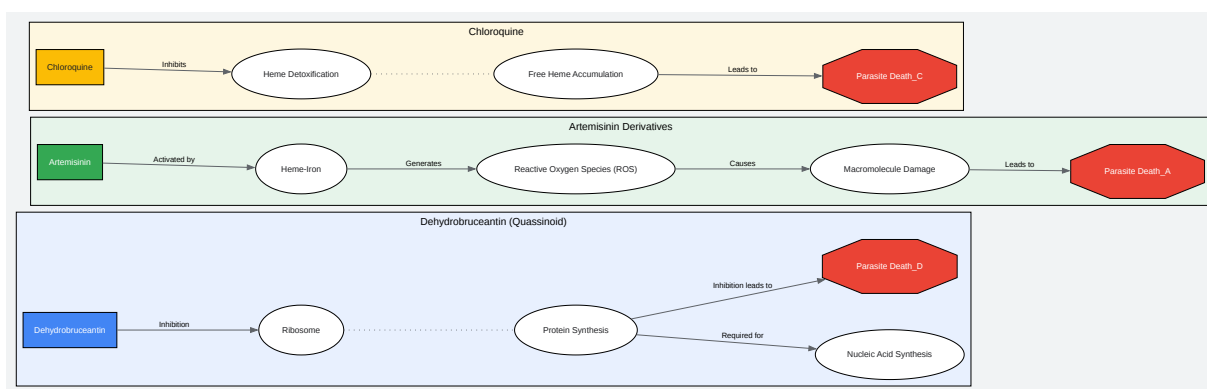 Chloroquine
Chloroquine
Inhibits
Heme Detoxification
Free Heme Accumulation
Leads to
Parasite Death_C
Artemisinin Derivatives
Artemisinin
Activated by
Heme-Iron
Generates
Reactive Oxygen Species (ROS)
Causes
Macromolecule Damage
Leads to
Parasite Death_A
Dehydrobruceantin (Quassinoid)
Dehydrobruceantin
Inhibition
Ribosome
Protein Synthesis
Inhibition leads to
Parasite Death_D
Required for
Nucleic Acid Synthesis